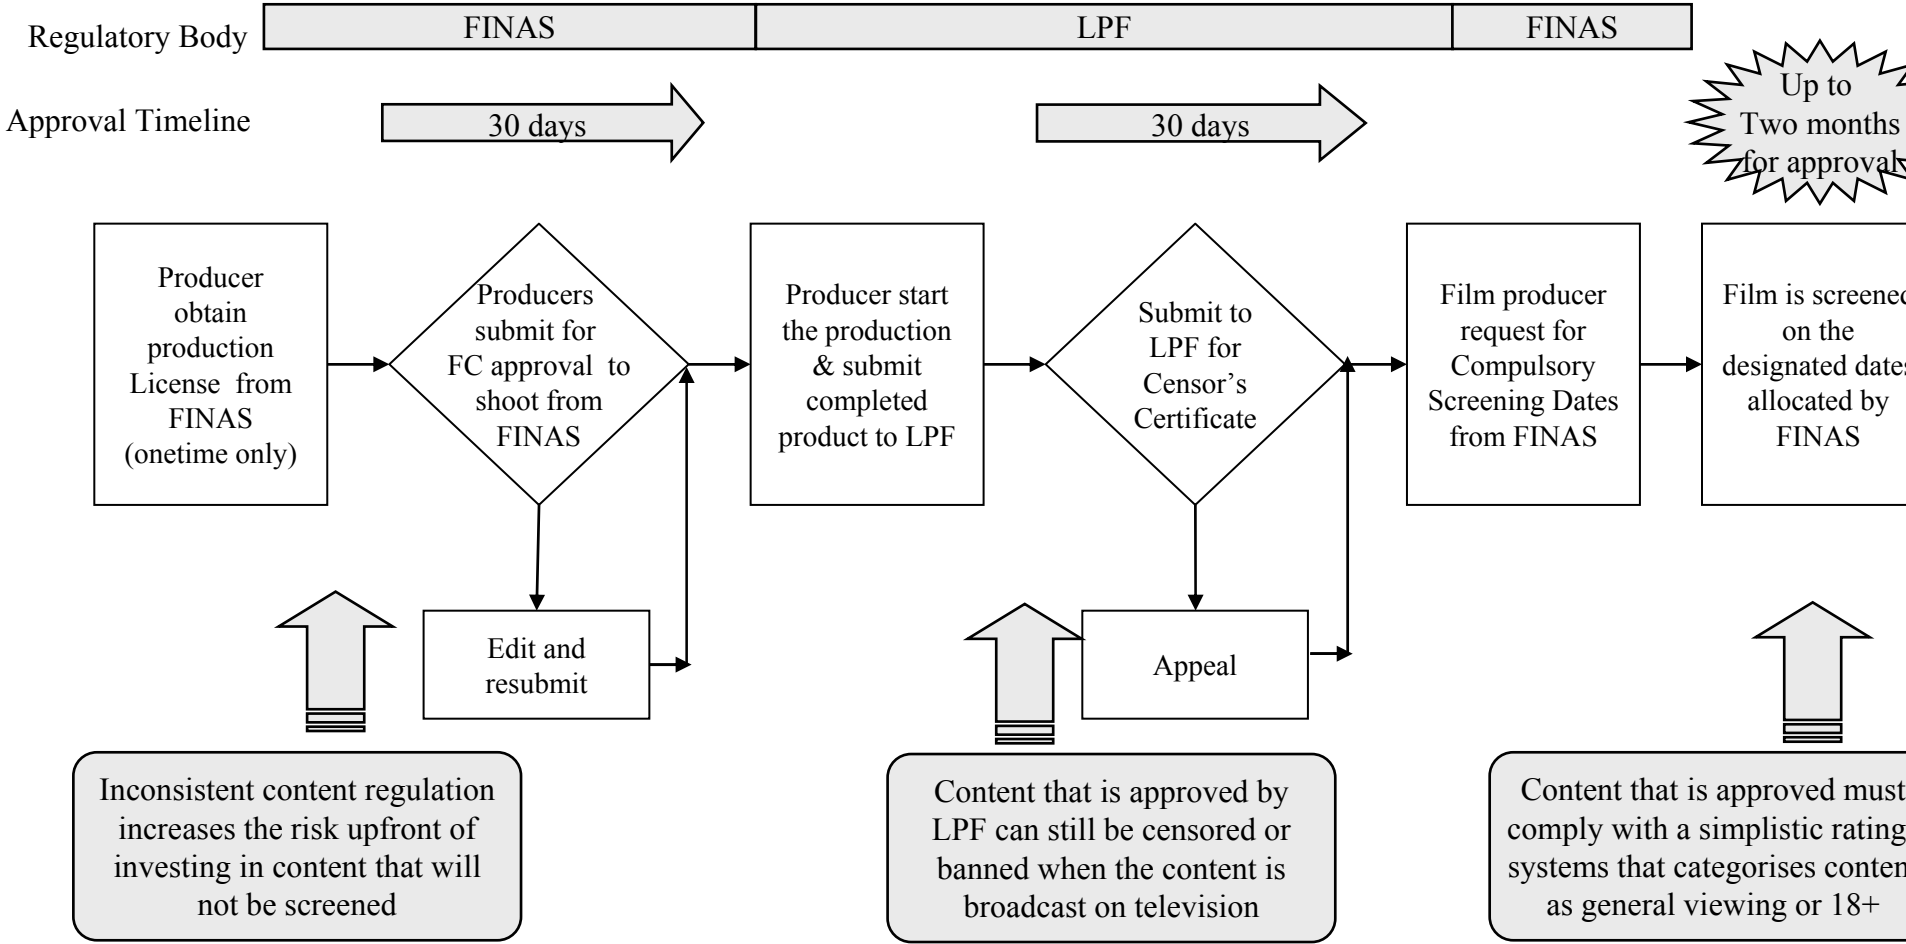 Regulatory Body
FINAS
LPF
FINAS
Approval Timeline
30 days
30 days
Up to
Two months
for approval
Producer
obtain
production
License from
FINAS
(onetime only)
Producers
submit for
FC approval to
shoot from
FINAS
Producer start
the production
& submit
completed
product to LPF
Submit to
LPF for
Censor’s
Certificate
Film producer
request for
Compulsory
Screening Dates
from FINAS
Film is screened
on the
designated dates
allocated by
FINAS
Edit and
resubmit
Appeal
Inconsistent content regulation
increases the risk upfront of
investing in content that will
not be screened
Content that is approved by
LPF can still be censored or
banned when the content is
broadcast on television
Content that is approved must
comply with a simplistic rating
systems that categorises content
as general viewing or 18+